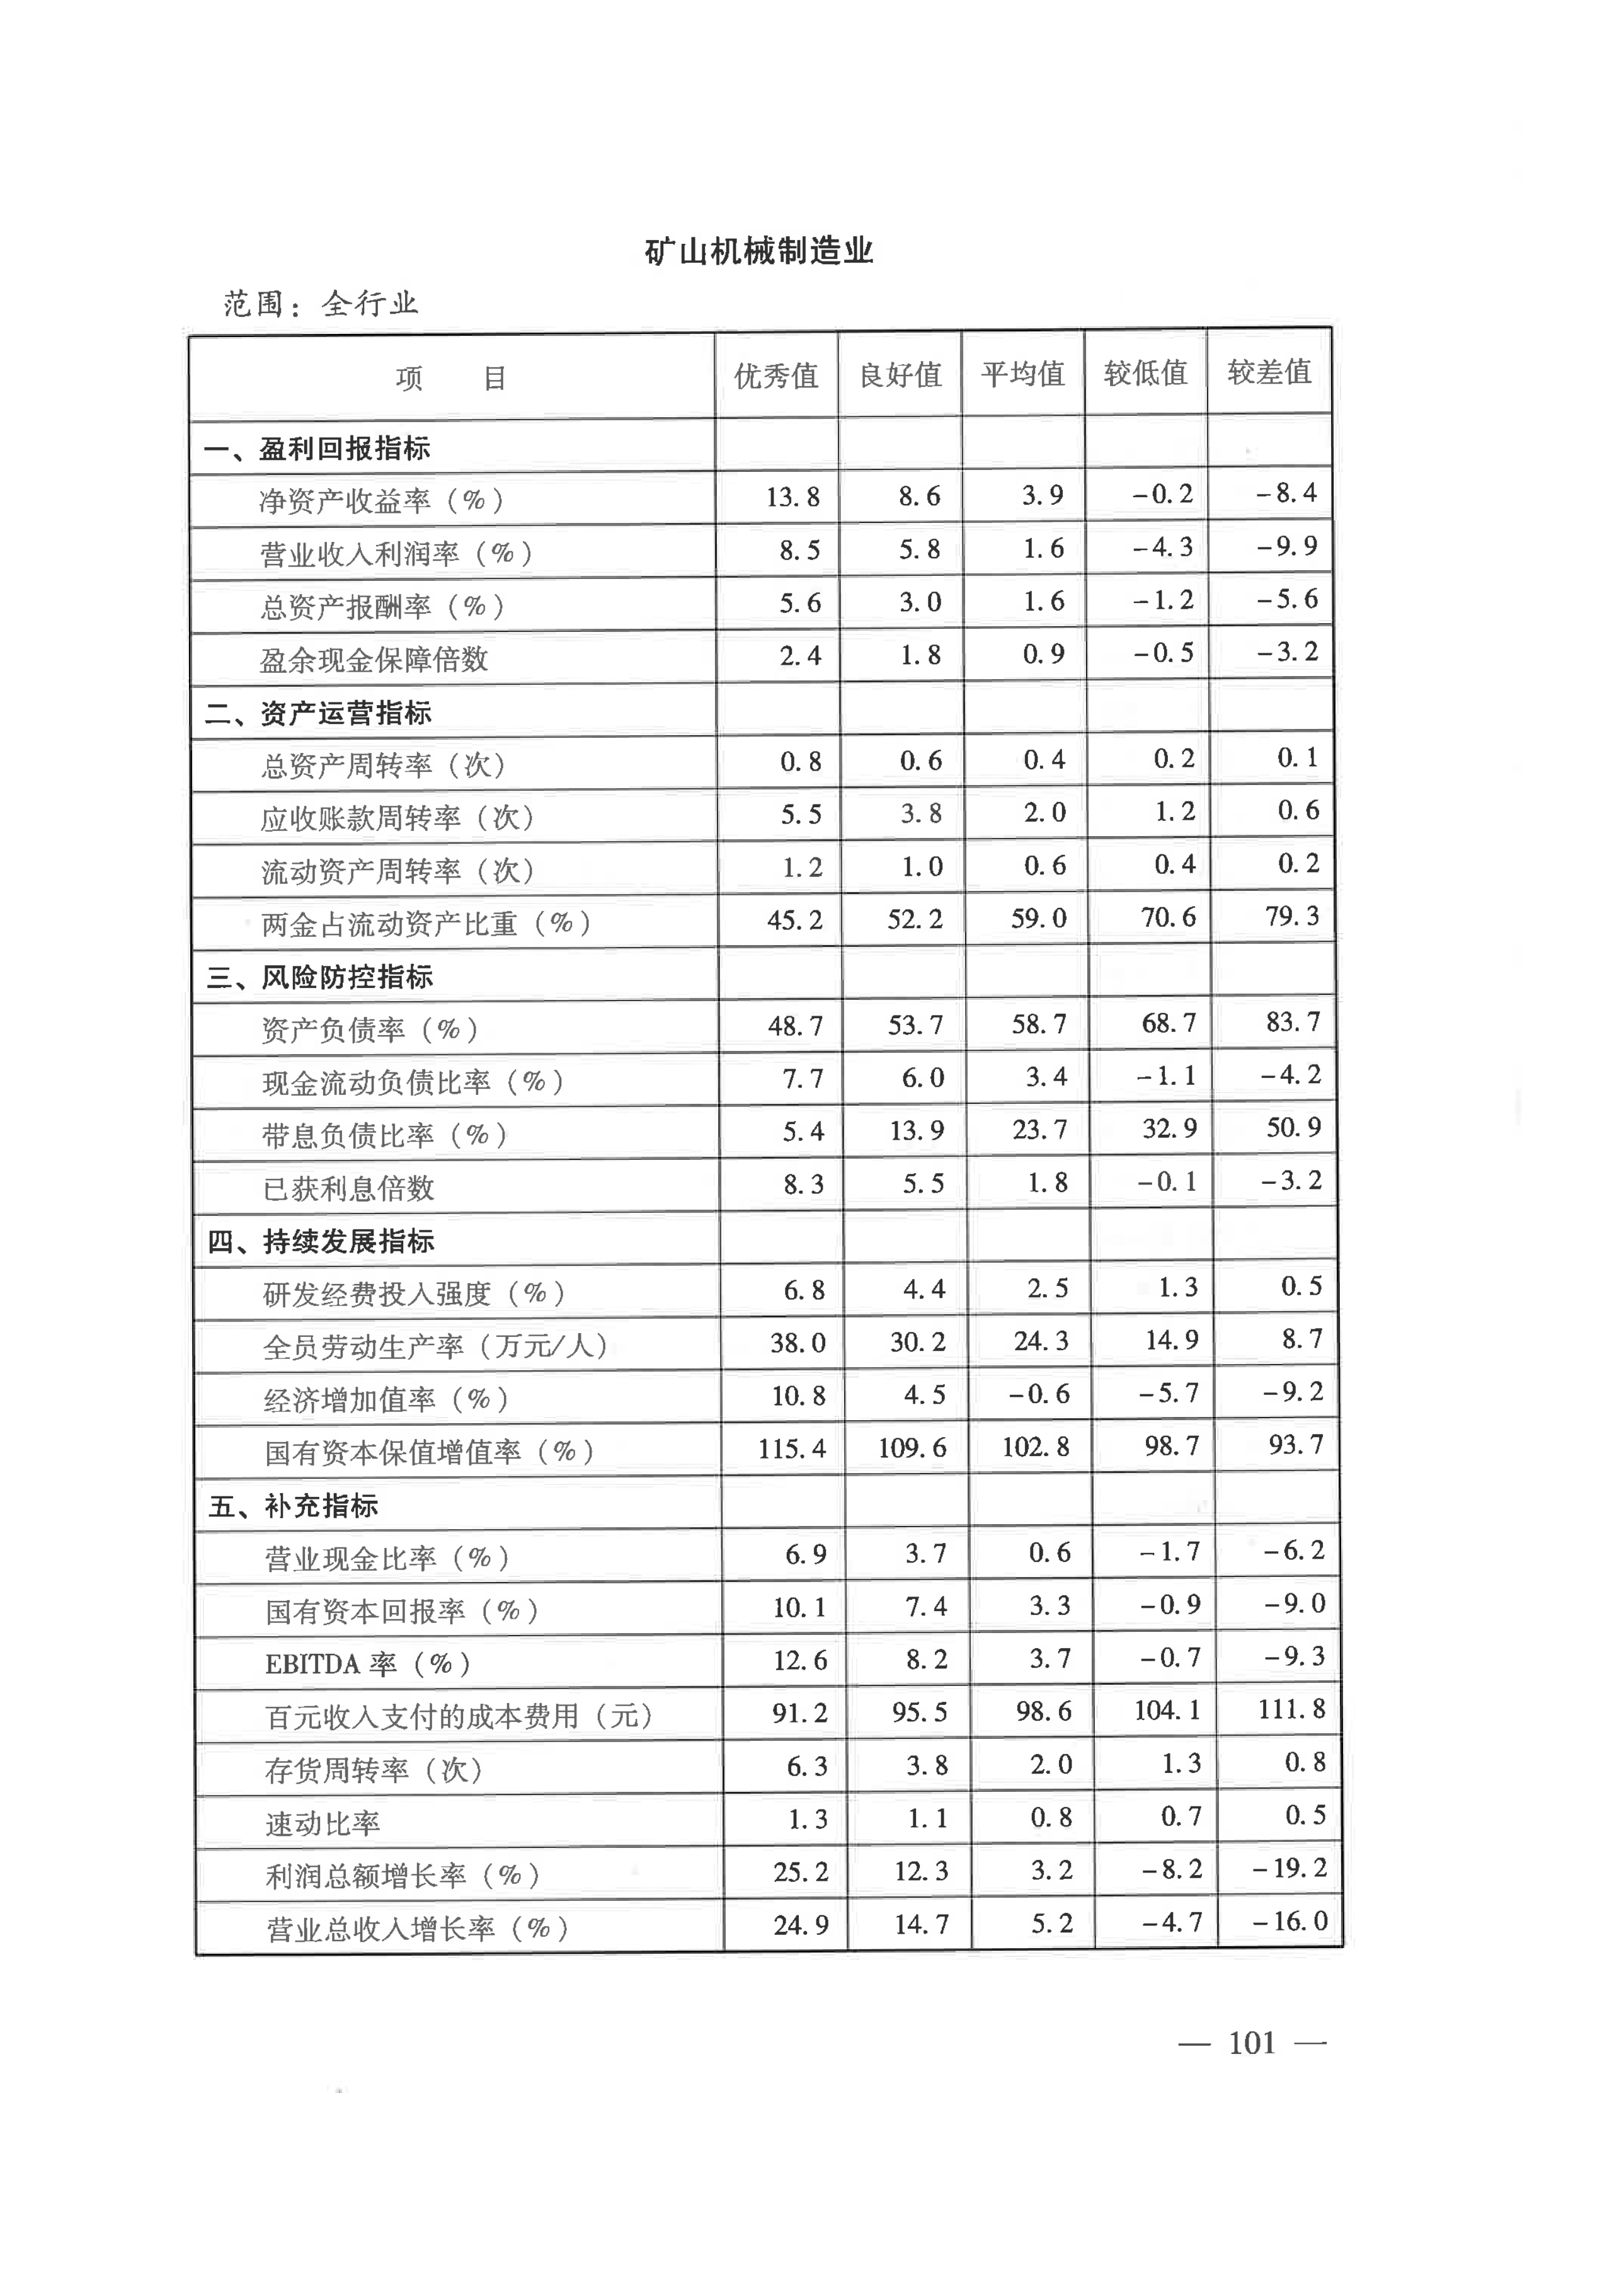 矿山机械制造业
范围：全行业
项 目 优秀值 良好值 平均值 较低值 较差值
一、盈利回报指标
净资产收益率（%） 13.8 8.6 3.9 -0.2 -8.4
营业收入利润率（%） 8.5 5.8 1.6 -4.3 -9.9
总资产报酬率（%） 5.6 3.0 1.6 -1.2 -5.6
盈余现金保障倍数 2.4 1.8 0.9 -0.5 -3.2
二、资产运营指标
总资产周转率（次） 0.8 0.6 0.4 0.2 0.1
应收账款周转率（次） 5.5 3.8 2.0 1.2 0.6
流动资产周转率（次） 1.2 1.0 0.6 0.4 0.2
两金占流动资产比重（%） 45.2 52.2 59.0 70.6 79.3
三、风险防控指标
资产负债率（%） 48.7 53.7 58.7 68.7 83.7
现金流动负债比率（%） 7.7 6.0 3.4 -1.1 -4.2
带息负债比率（%） 5.4 13.9 23.7 32.9 50.9
已获利息倍数 8.3 5.5 1.8 -0.1 -3.2
四、持续发展指标
研发经费投入强度（%） 6.8 4.4 2.5 1.3 0.5
全员劳动生产率（万元/人） 38.0 30.2 24.3 14.9 8.7
经济增加值率（%） 10.8 4.5 -0.6 -5.7 -9.2
国有资本保值增值率（%） 115.4 109.6 102.8 98.7 93.7
五、补充指标
营业现金比率（%） 6.9 3.7 0.6 -1.7 -6.2
国有资本回报率（%） 10.1 7.4 3.3 -0.9 -9.0
EBITDA 率（%） 12.6 8.2 3.7 -0.7 -9.3
百元收入支付的成本费用（元） 91.2 95.5 98.6 104.1 111.8
存货周转率（次） 6.3 3.8 2.0 1.3 0.8
速动比率 1.3 1.1 0.8 0.7 0.5
利润总额增长率（%） 25.2 12.3 3.2 -8.2 -19.2
营业总收入增长率（%） 24.9 14.7 5.2 -4.7 -16.0
— 101 —